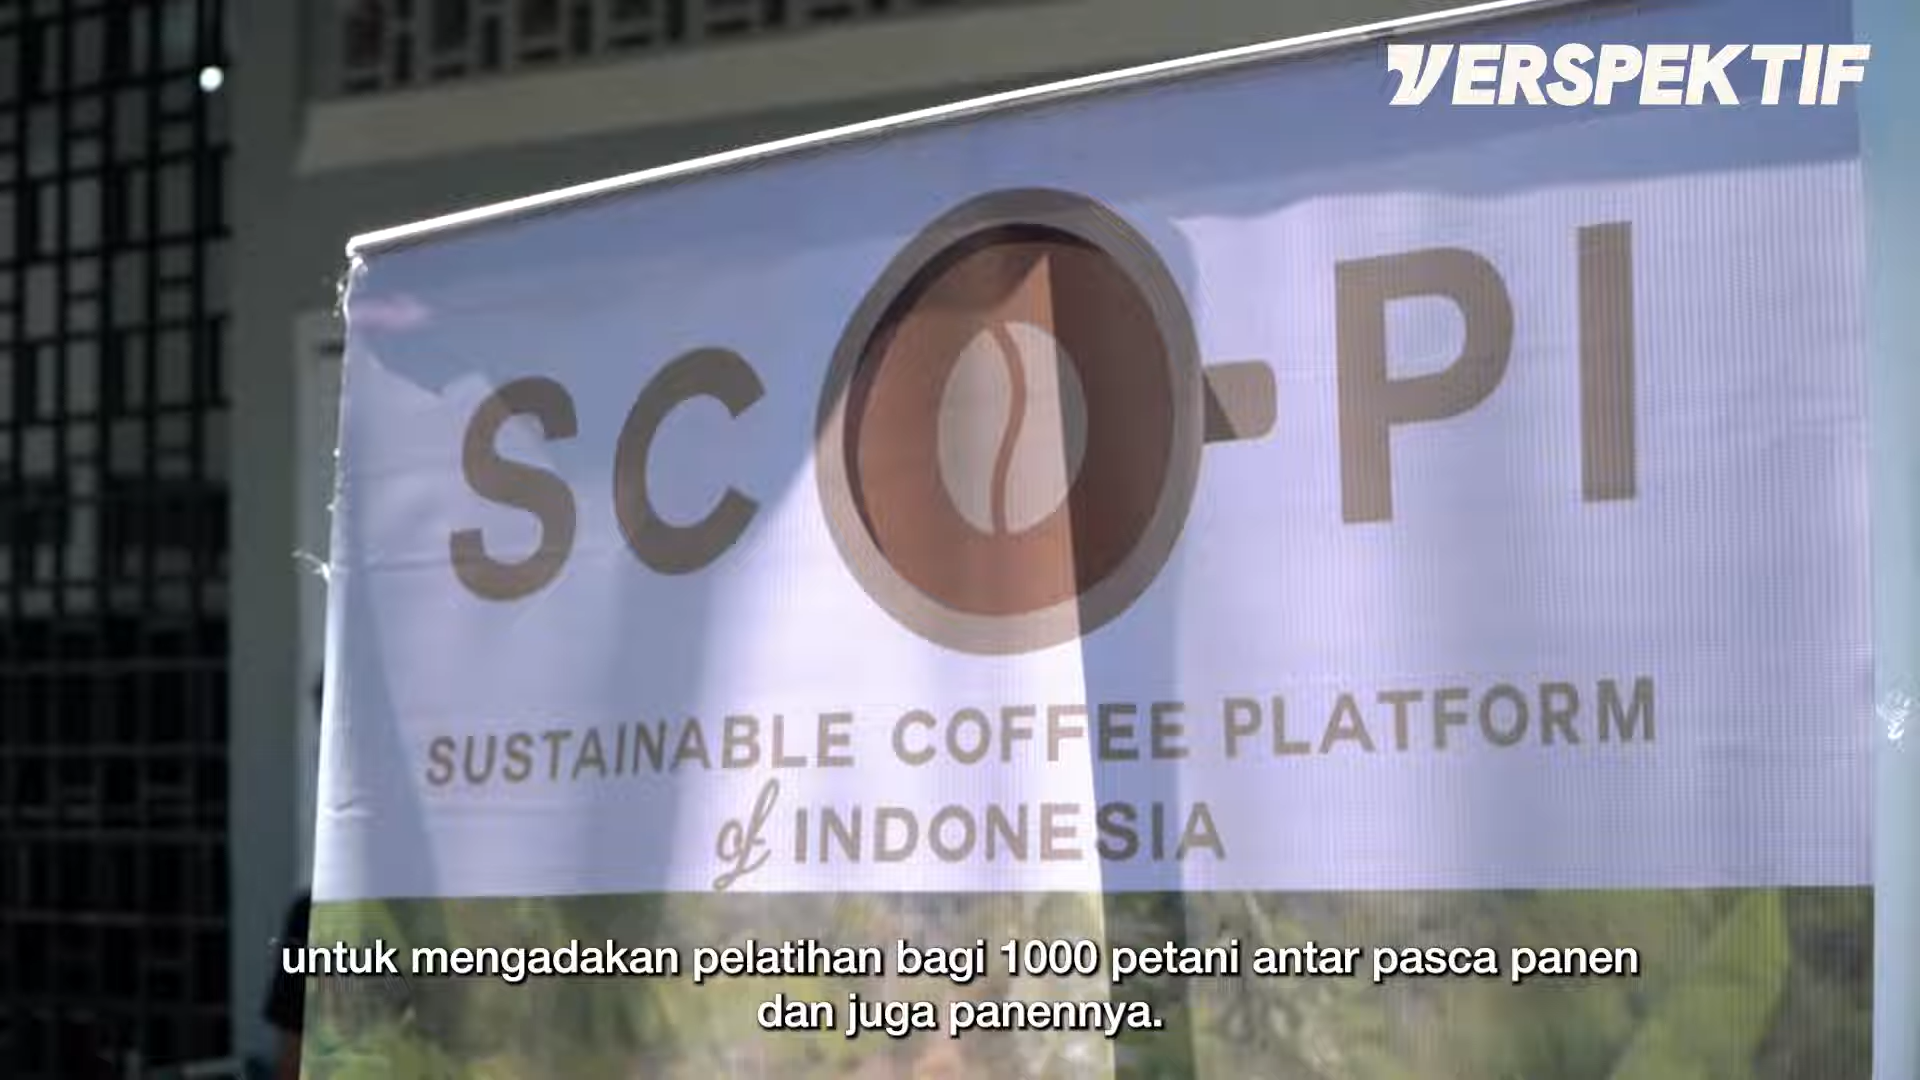 VERSPEKTIF
SCOPI
SUSTAINABLE COFFEE PLATFORM
of INDONESIA
untuk mengadakan pelatihan bagi 1000 petani antar pasca panen
dan juga panennya.